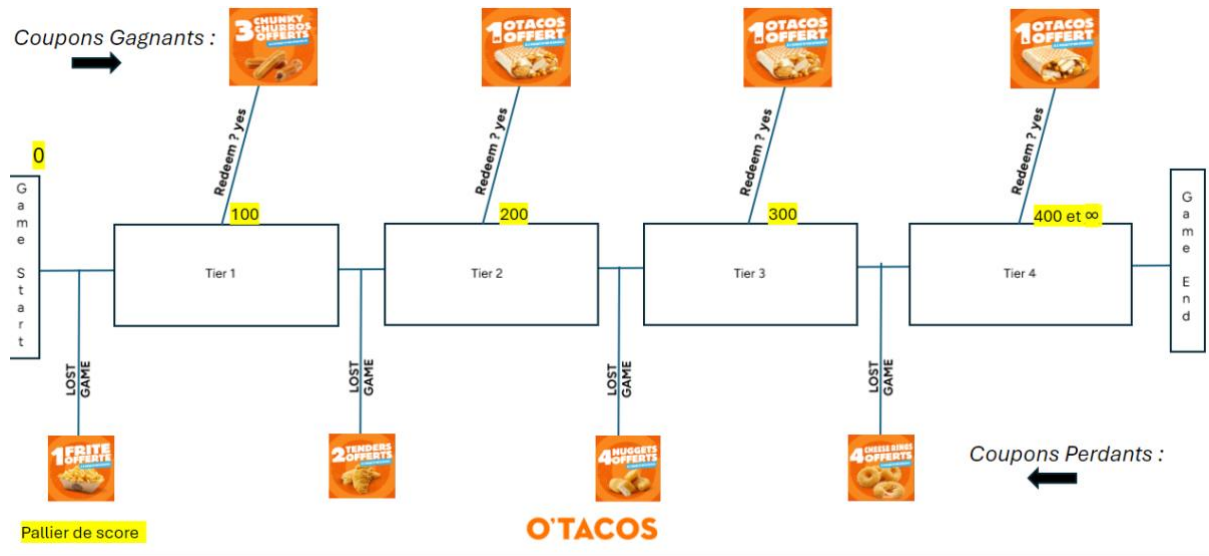 Coupons Gagnants :
3 CHUNKY
CHURROS
OFFERTS
1 OTACOS
M OFFERT
1 OTACOS
OFFERT
1 OTACOS
L OFFERT
Redeem ? yes
Redeem ? yes
Redeem ? yes
Redeem ? yes
0
100
200
300
400 et ∞
Game Start
Tier 1
Tier 2
Tier 3
Tier 4
Game End
LOST
GAME
LOST
GAME
LOST
GAME
LOST
GAME
1 FRITE
OFFERTE
2 TENDERS
OFFERTS
4 NUGGETS
OFFERTS
4 CHEESE RINGS
OFFERTS
Coupons Perdants :
Pallier de score
O'TACOS